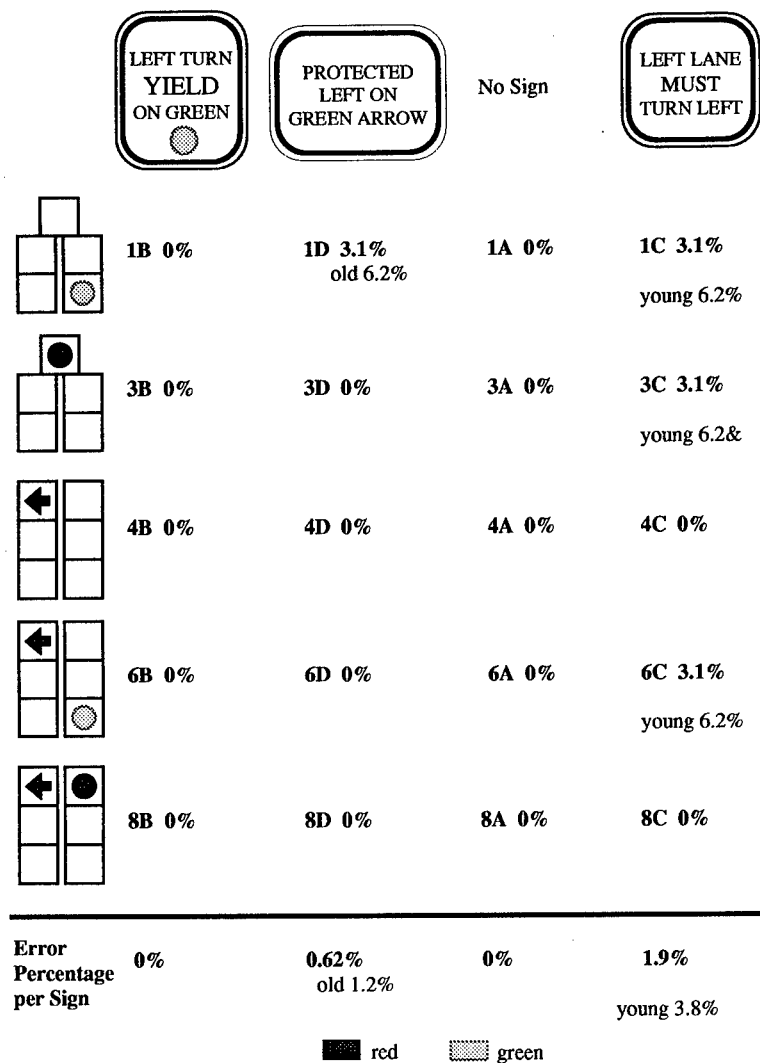 LEFT TURN
YIELD
ON GREEN
PROTECTED
LEFT ON
GREEN ARROW
No Sign
LEFT LANE
MUST
TURN LEFT
1B 0% 1D 3.1% 1A 0% 1C 3.1%
old 6.2%
young 6.2%
3B 0% 3D 0% 3A 0% 3C 3.1%
young 6.2&
4B 0% 4D 0% 4A 0% 4C 0%
6B 0% 6D 0% 6A 0% 6C 3.1%
young 6.2%
8B 0% 8D 0% 8A 0% 8C 0%
Error
Percentage
per Sign
0% 0.62% 0% 1.9%
old 1.2%
young 3.8%
red green